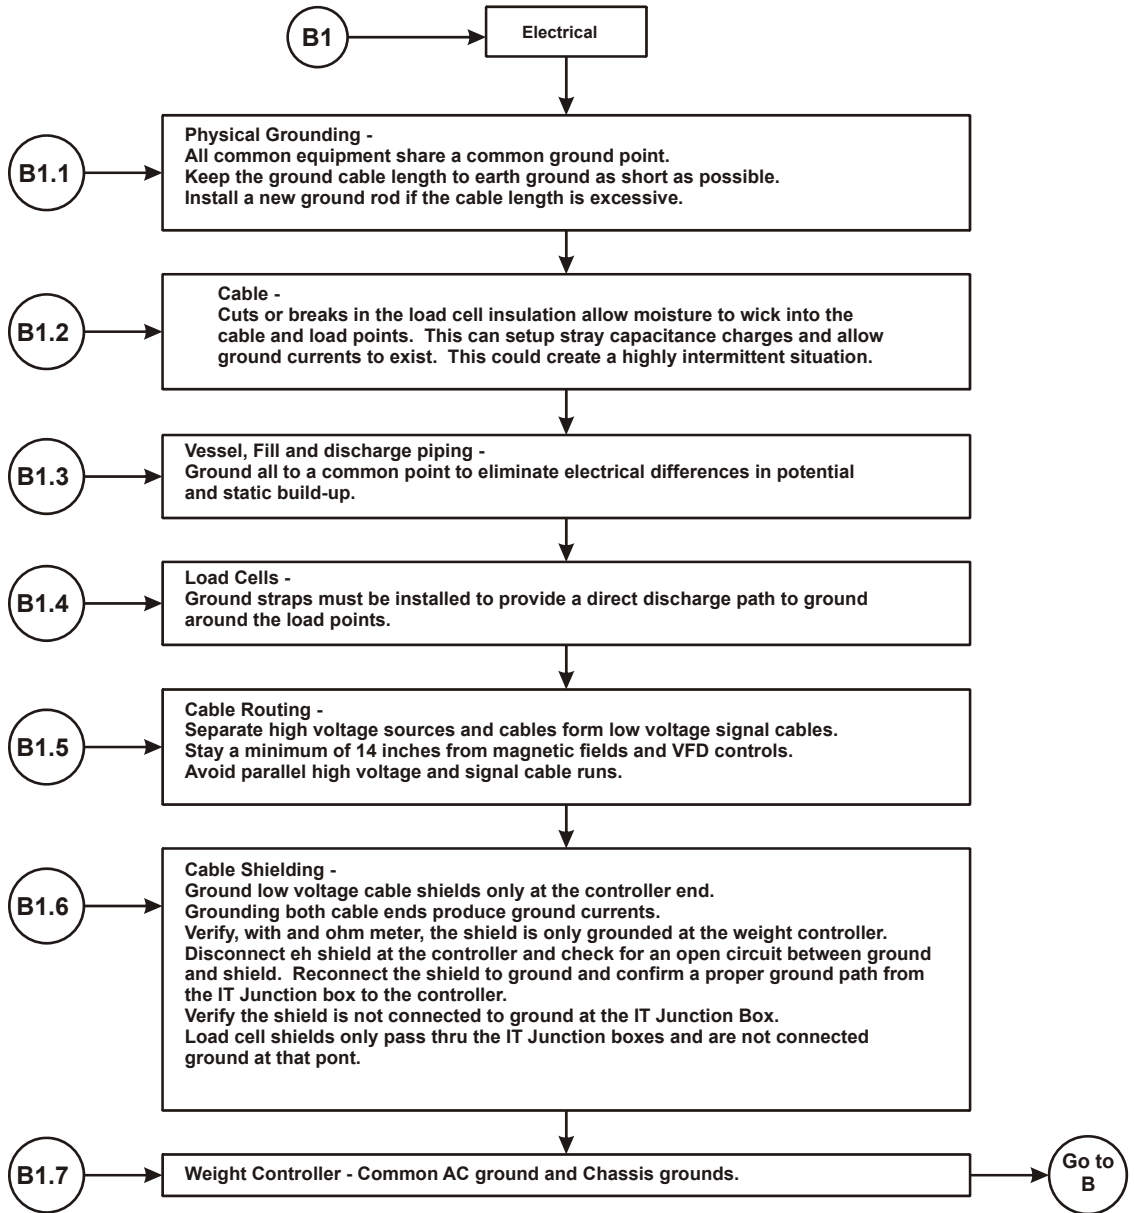 B1
Electrical
B1.1
Physical Grounding -
All common equipment share a common ground point.
Keep the ground cable length to earth ground as short as possible.
Install a new ground rod if the cable length is excessive.
B1.2
Cable -
Cuts or breaks in the load cell insulation allow moisture to wick into the
cable and load points.  This can setup stray capacitance charges and allow
ground currents to exist.  This could create a highly intermittent situation.
B1.3
Vessel, Fill and discharge piping -
Ground all to a common point to eliminate electrical differences in potential
and static build-up.
B1.4
Load Cells -
Ground straps must be installed to provide a direct discharge path to ground
around the load points.
B1.5
Cable Routing -
Separate high voltage sources and cables form low voltage signal cables.
Stay a minimum of 14 inches from magnetic fields and VFD controls.
Avoid parallel high voltage and signal cable runs.
B1.6
Cable Shielding -
Ground low voltage cable shields only at the controller end.
Grounding both cable ends produce ground currents.
Verify, with and ohm meter, the shield is only grounded at the weight controller.
Disconnect eh shield at the controller and check for an open circuit between ground
and shield.  Reconnect the shield to ground and confirm a proper ground path from
the IT Junction box to the controller.
Verify the shield is not connected to ground at the IT Junction Box.
Load cell shields only pass thru the IT Junction boxes and are not connected
ground at that pont.
B1.7
Weight Controller - Common AC ground and Chassis grounds.
Go to
B